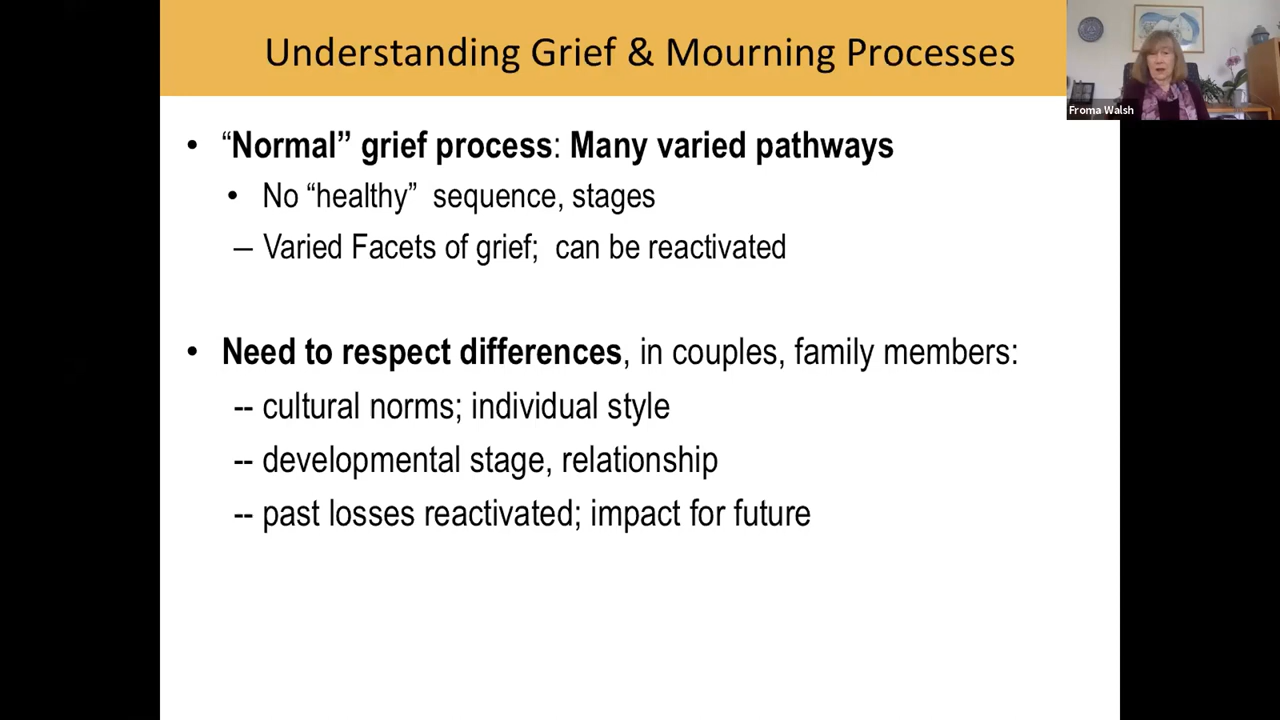 Understanding Grief & Mourning Processes
Froma Walsh
• “Normal” grief process: Many varied pathways
• No “healthy” sequence, stages
– Varied Facets of grief; can be reactivated
• Need to respect differences, in couples, family members:
-- cultural norms; individual style
-- developmental stage, relationship
-- past losses reactivated; impact for future